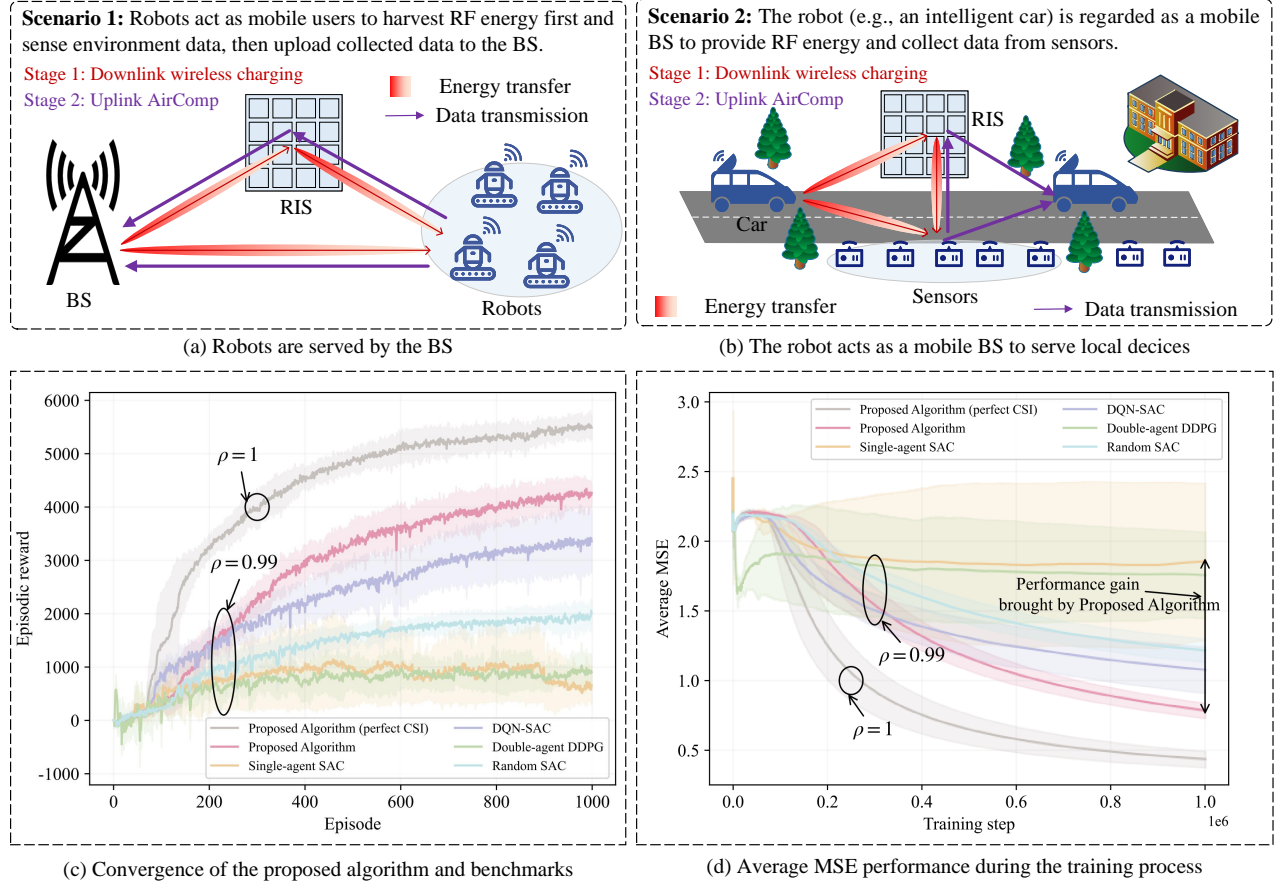 Scenario 1: Robots act as mobile users to harvest RF energy first and
sense environment data, then upload collected data to the BS.
Stage 1: Downlink wireless charging
Stage 2: Uplink AirComp
Energy transfer
Data transmission
RIS
BS
Robots
(a) Robots are served by the BS
Scenario 2: The robot (e.g., an intelligent car) is regarded as a mobile
BS to provide RF energy and collect data from sensors.
Stage 1: Downlink wireless charging
Stage 2: Uplink AirComp
RIS
Car
Sensors
Energy transfer
Data transmission
(b) The robot acts as a mobile BS to serve local decices
6000
5000
4000
3000
2000
1000
0
-1000
Episodic reward
ρ = 1
ρ = 0.99
Proposed Algorithm (perfect CSI)
Proposed Algorithm
Single-agent SAC
DQN-SAC
Double-agent DDPG
Random SAC
0 200 400 600 800 1000
Episode
(c) Convergence of the proposed algorithm and benchmarks
3.0
2.5
2.0
1.5
1.0
0.5
Average MSE
Proposed Algorithm (perfect CSI)
Proposed Algorithm
Single-agent SAC
DQN-SAC
Double-agent DDPG
Random SAC
Performance gain
brought by Proposed Algorithm
ρ = 0.99
ρ = 1
0.0 0.2 0.4 0.6 0.8 1.0
1e6
Training step
(d) Average MSE performance during the training process